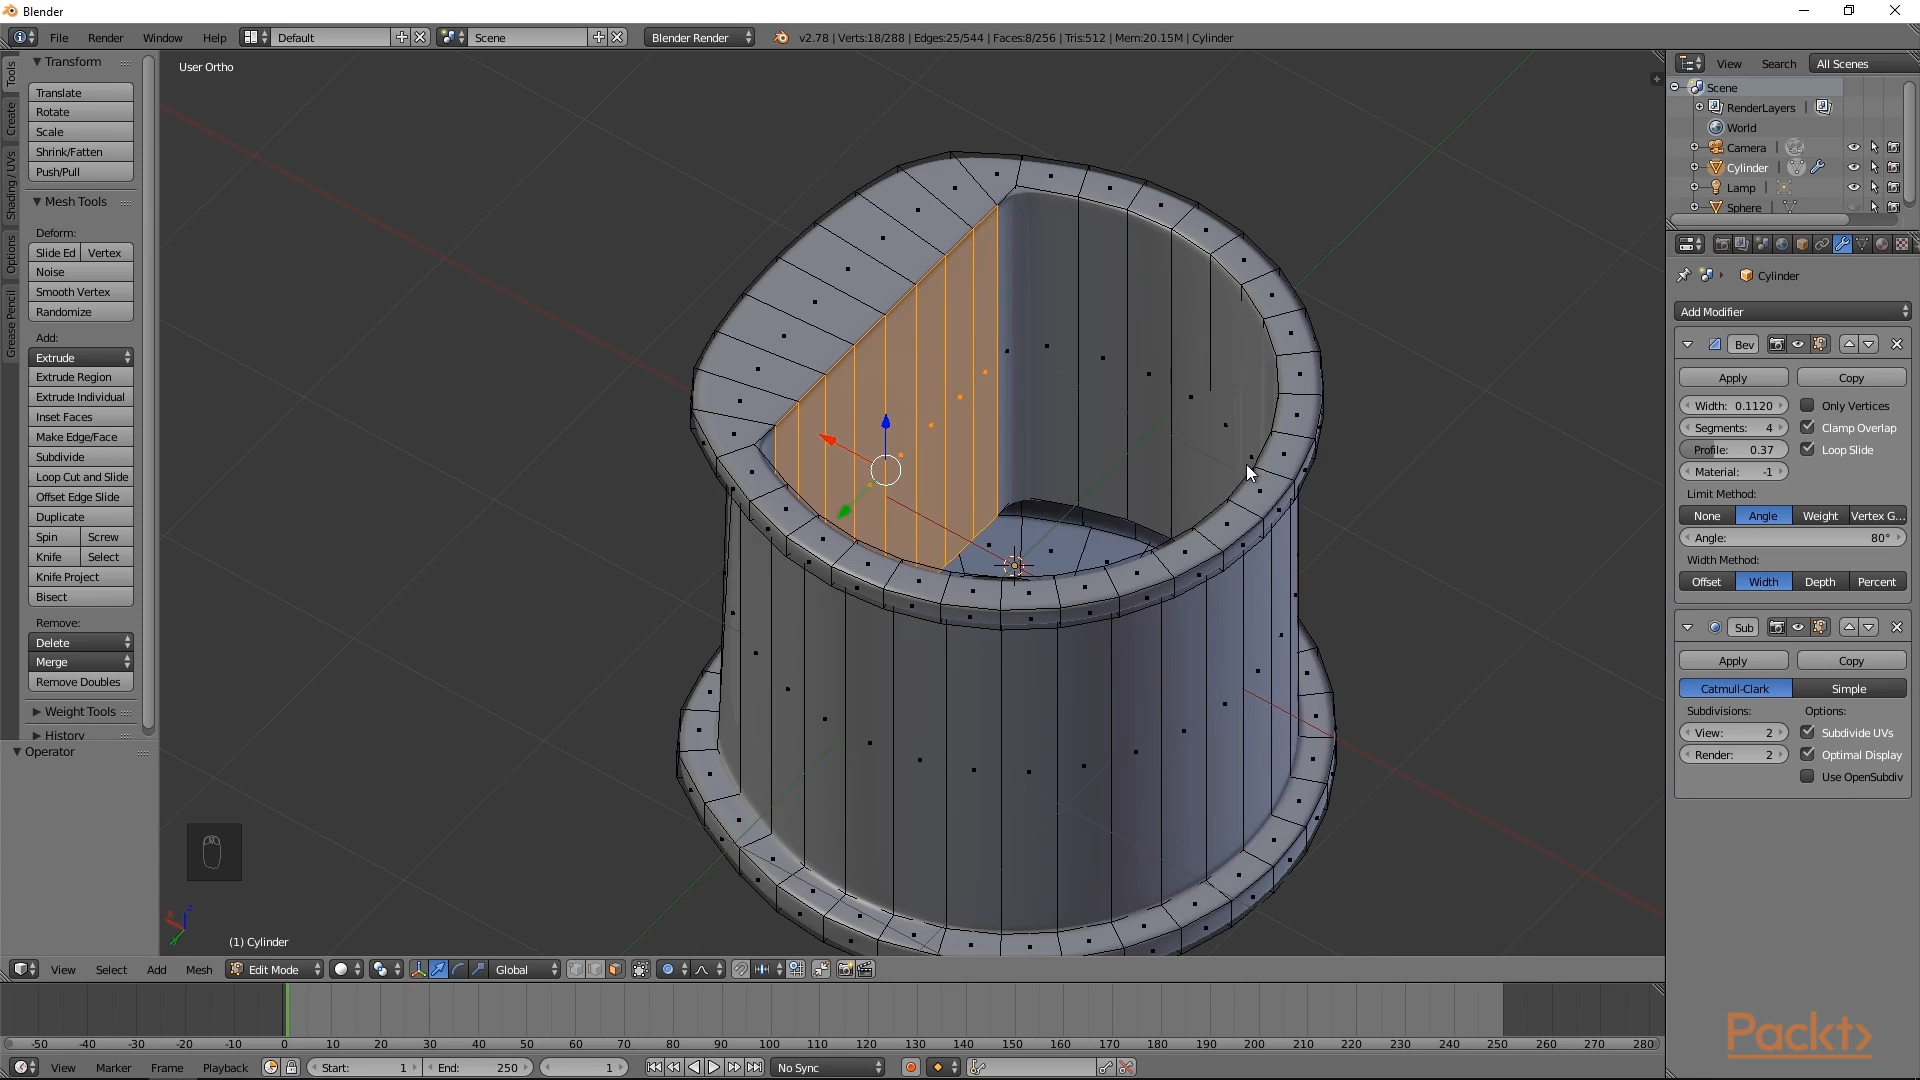 Blender
File Render Window Help Default Scene Blender Render v2.78 | Verts:18/288 | Edges:25/544 | Faces:8/256 | Tris:512 | Mem:20.15M | Cylinder
Tools
Create
Shading / UVs
Options
Grease Pencil
Transform
Translate
Rotate
Scale
Shrink/Fatten
Push/Pull
Mesh Tools
Deform:
Slide Ed Vertex
Noise
Smooth Vertex
Randomize
Add:
Extrude
Extrude Region
Extrude Individual
Inset Faces
Make Edge/Face
Subdivide
Loop Cut and Slide
Offset Edge Slide
Duplicate
Spin Screw
Knife Select
Knife Project
Bisect
Remove:
Delete
Merge
Remove Doubles
Weight Tools
History
Operator
User Ortho
z
(1) Cylinder
View Select Add Mesh Edit Mode Global
-50 -40 -30 -20 -10 0 10 20 30 40 50 60 70 80 90 100 110 120 130 140 150 160 170 180 190 200 210 220 230 240 250 260 270 280
View Marker Frame Playback Start: 1 End: 250 1 No Sync
View Search All Scenes
Scene
RenderLayers |
World
Camera |
Cylinder |
Lamp |
Sphere |
Cylinder
Add Modifier
Bev
Apply Copy
Width: 0.1120 Only Vertices
Segments: 4 Clamp Overlap
Profile: 0.37 Loop Slide
Material: -1
Limit Method:
None Angle Weight Vertex G...
Angle: 80°
Width Method:
Offset Width Depth Percent
Sub
Apply Copy
Catmull-Clark Simple
Subdivisions: Options:
View: 2 Subdivide UVs
Render: 2 Optimal Display
Use OpenSubdiv
Packt>